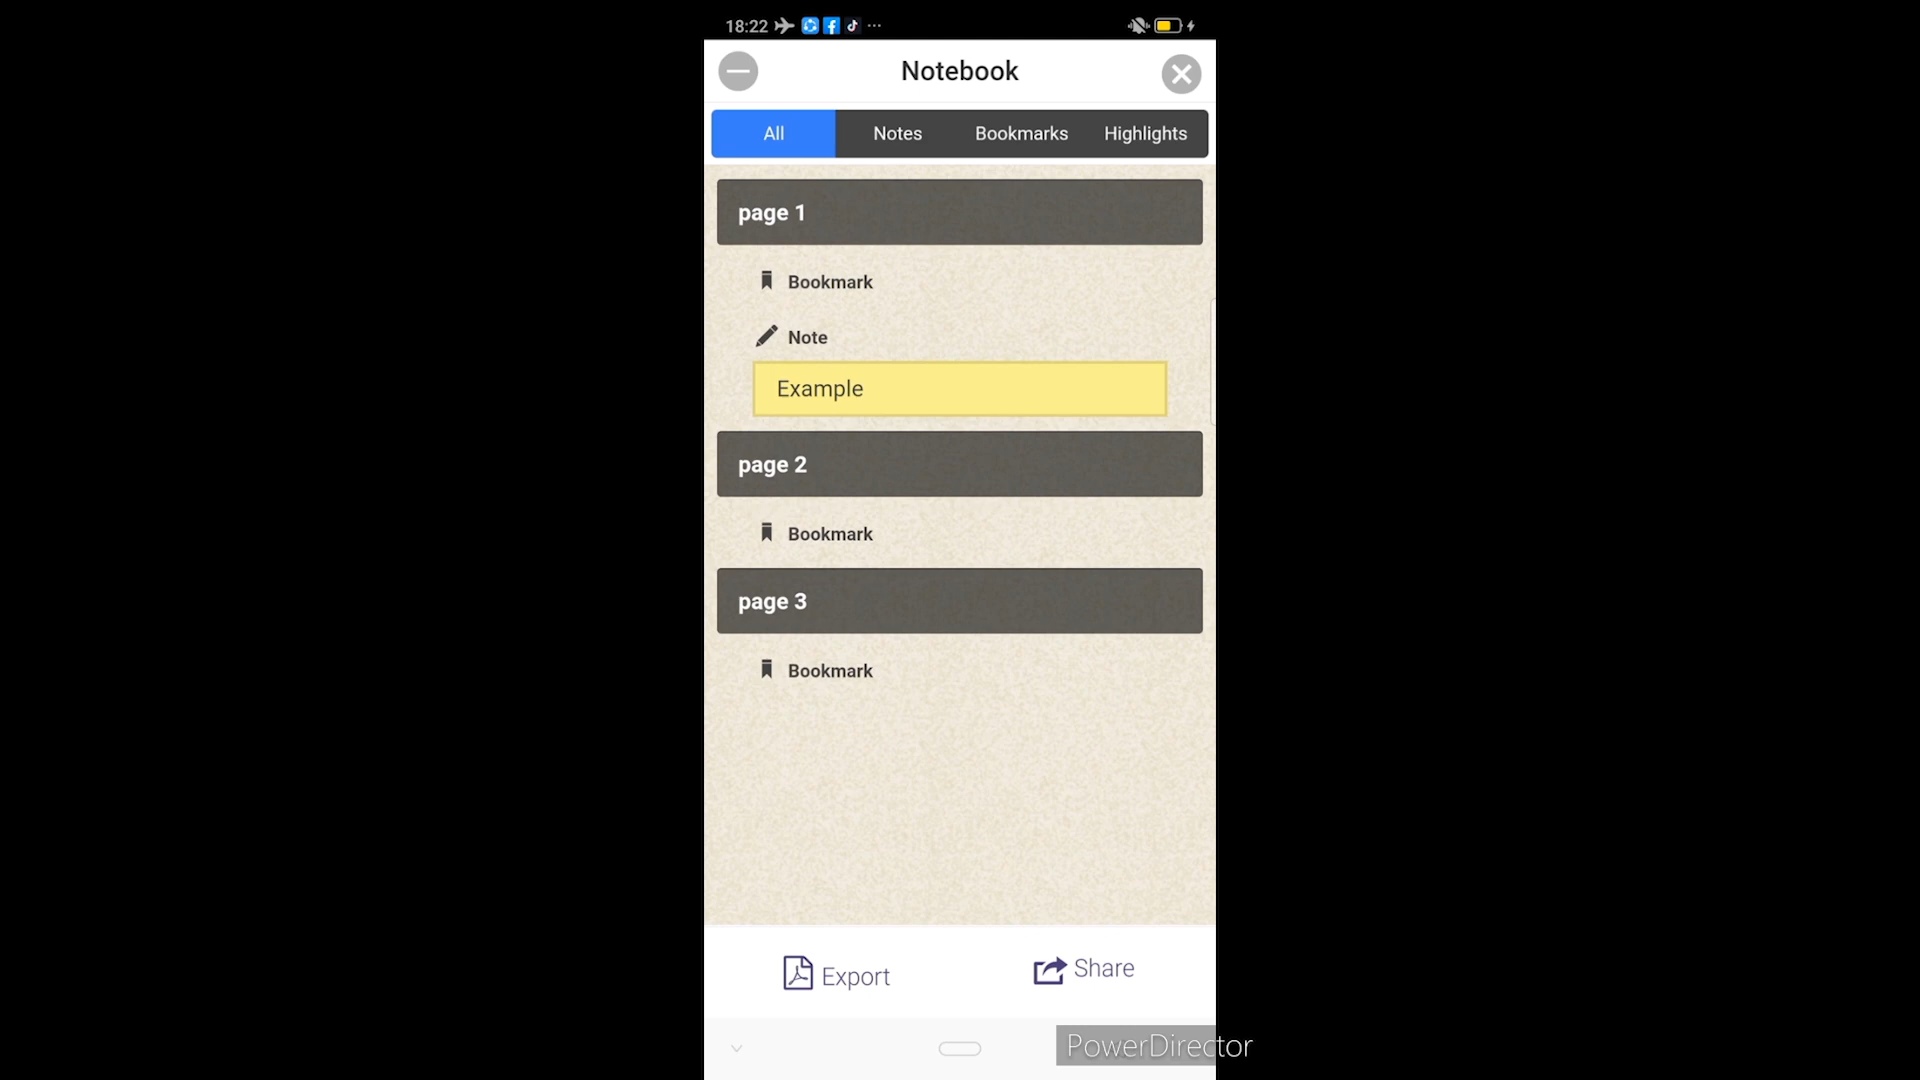 18:22
Notebook
All Notes Bookmarks Highlights
page 1
Bookmark
Note
Example
page 2
Bookmark
page 3
Bookmark
Export Share
PowerDirector